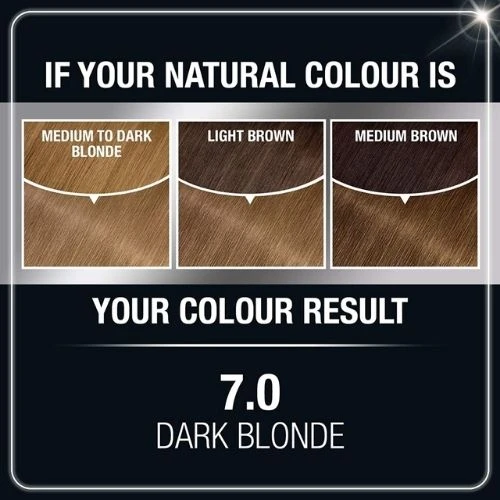 IF YOUR NATURAL COLOUR IS
MEDIUM TO DARK
BLONDE
LIGHT BROWN
MEDIUM BROWN
YOUR COLOUR RESULT
7.0
DARK BLONDE